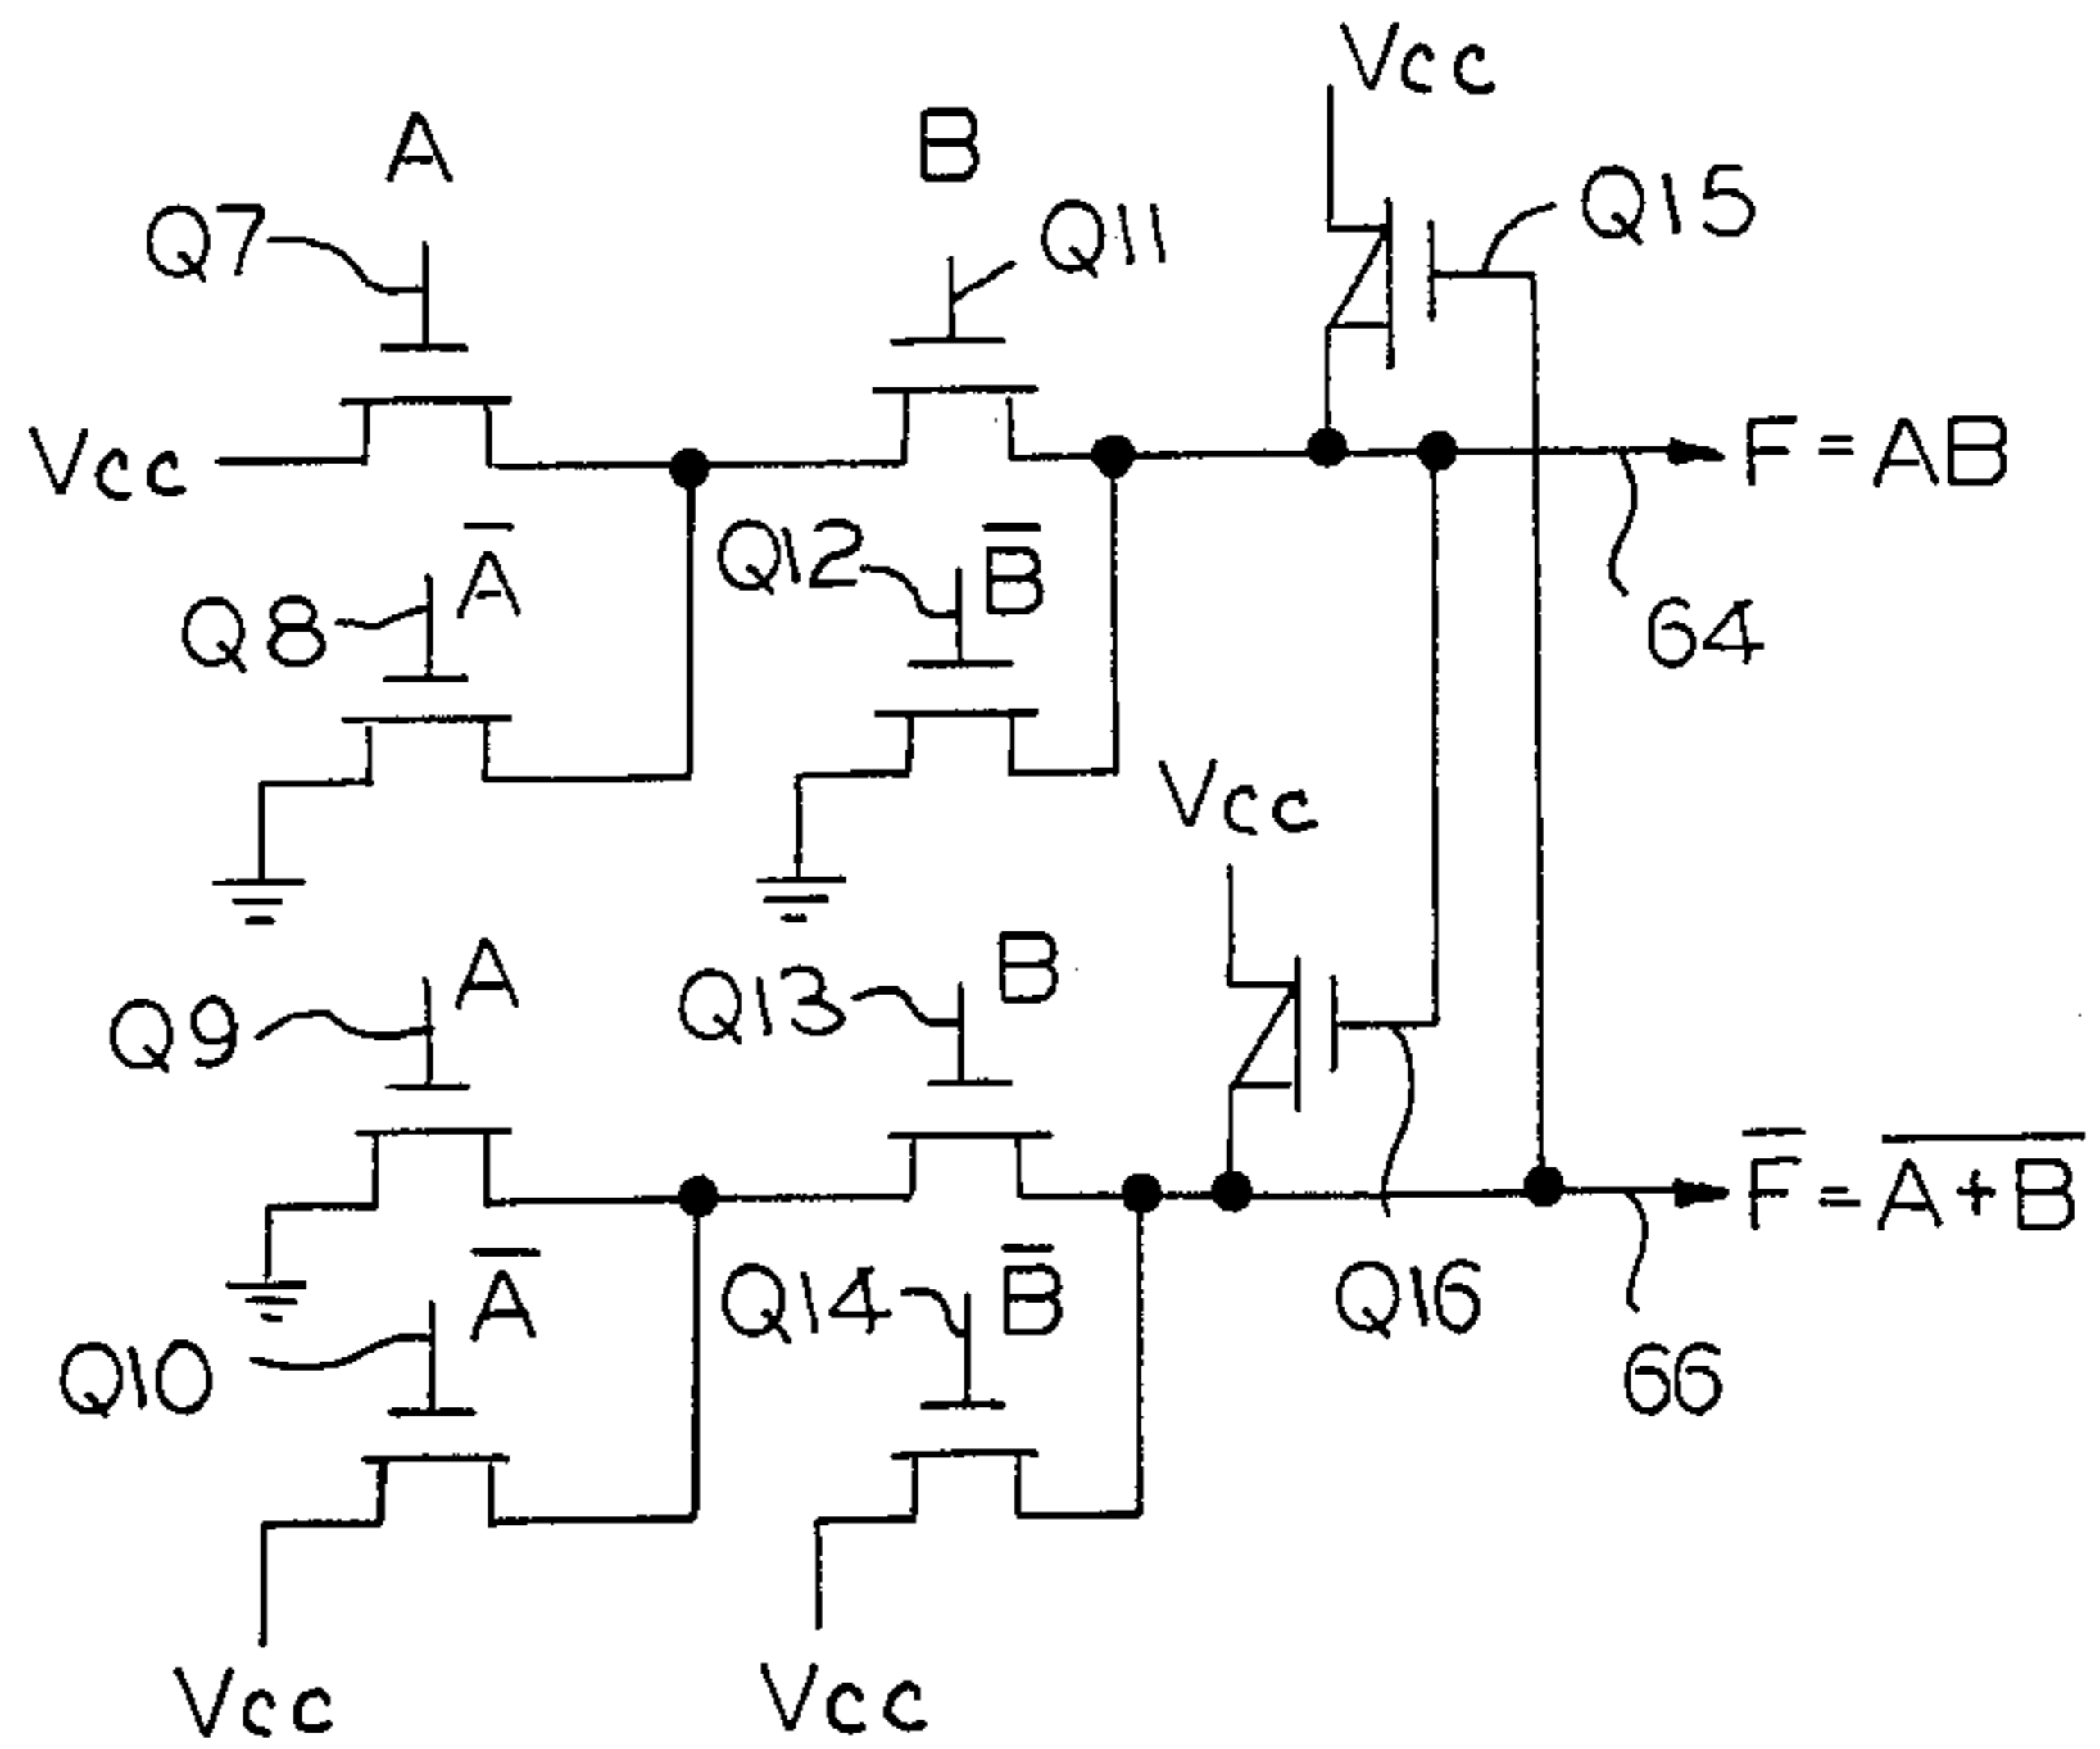 Vcc
A
B
Q15
Q7
Q11
Vcc
F = AB
Q12
B̅
A̅
Q8
64
Vcc
Q9
A
Q13
B
F̅ = A̅+̅B̅
A̅
Q14
B̅
Q16
Q10
66
Vcc
Vcc